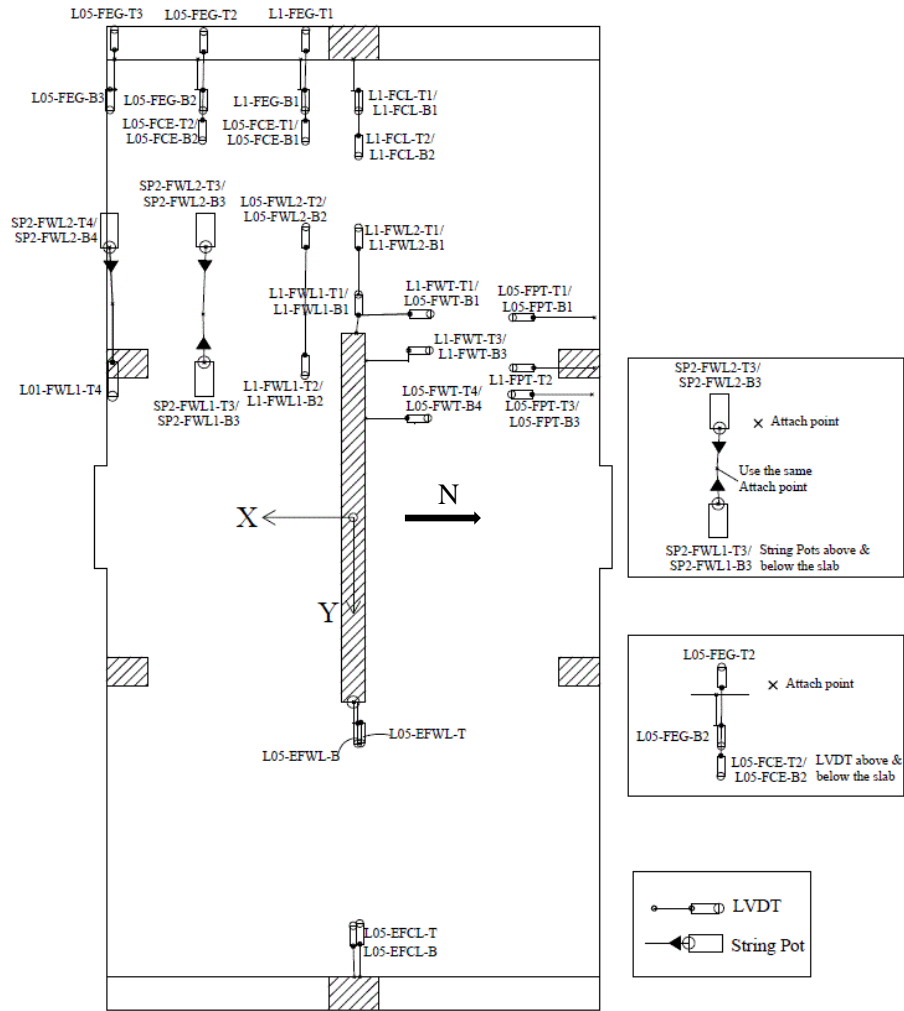 L05-FEG-T3
L05-FEG-T2
L1-FEG-T1
L05-FEG-B3
L05-FEG-B2
L1-FEG-B1
L1-FCL-T1/
L1-FCL-B1
L05-FCE-T2/
L05-FCE-B2
L05-FCE-T1/
L05-FCE-B1
L1-FCL-T2/
L1-FCL-B2
SP2-FWL2-T3/
SP2-FWL2-B3
L05-FWL2-T2/
L05-FWL2-B2
SP2-FWL2-T4/
SP2-FWL2-B4
L1-FWL2-T1/
L1-FWL2-B1
L1-FWL1-T1/
L1-FWL1-B1
L1-FWT-T1/
L05-FWT-B1
L05-FPT-T1/
L05-FPT-B1
L1-FWT-T3/
L1-FWT-B3
L01-FWL1-T4
SP2-FWL1-T3/
SP2-FWL1-B3
L1-FWL1-T2/
L1-FWL1-B2
L05-FWT-T4/
L05-FWT-B4
L1-FPT-T2
L05-FPT-T3/
L05-FPT-B3
SP2-FWL2-T3/
SP2-FWL2-B3
Attach point
Use the same
Attach point
SP2-FWL1-T3/
SP2-FWL1-B3
String Pots above &
below the slab
X
N
Y
L05-FEG-T2
Attach point
L05-FEG-B2
L05-FCE-T2/
L05-FCE-B2
LVDT above &
below the slab
L05-EFWL-T
L05-EFWL-B
L05-EFCL-T
L05-EFCL-B
LVDT
String Pot